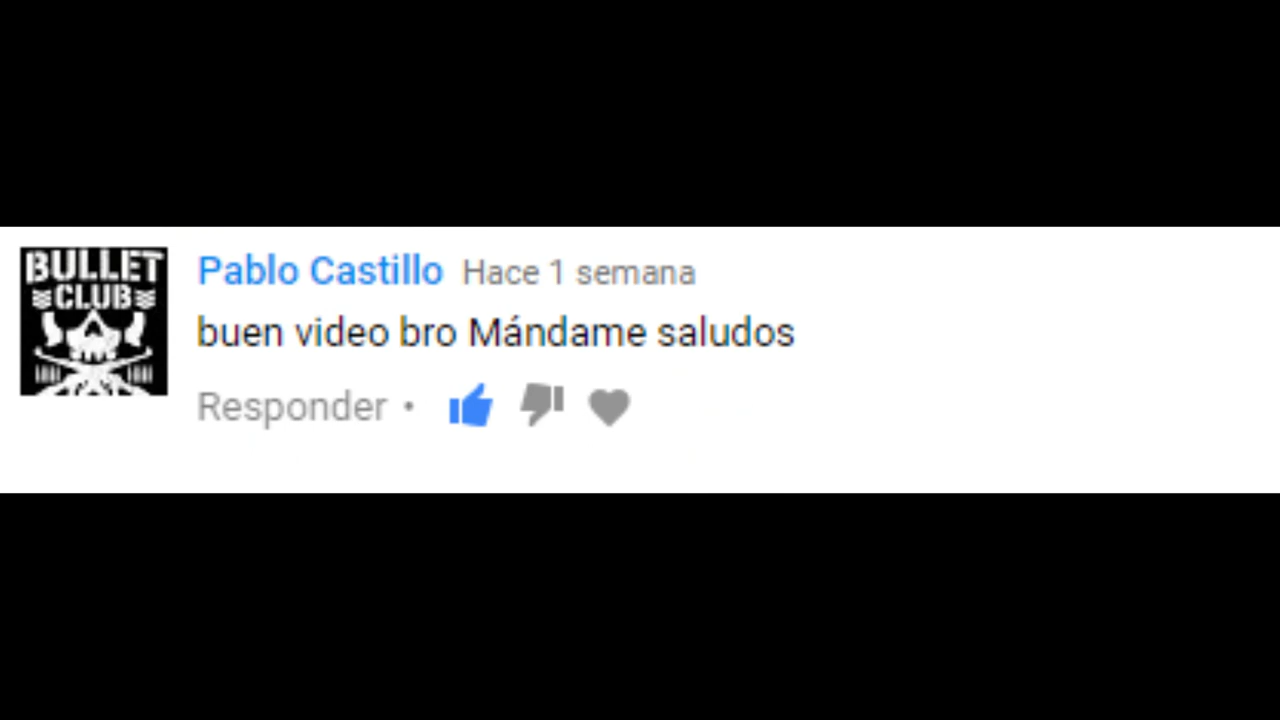 BULLET
CLUB
Pablo Castillo Hace 1 semana
buen video bro Mándame saludos
Responder •